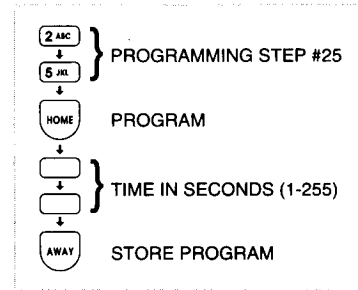 2 ABC
5 JKL
PROGRAMMING STEP #25
HOME
PROGRAM
TIME IN SECONDS (1-255)
AWAY
STORE PROGRAM